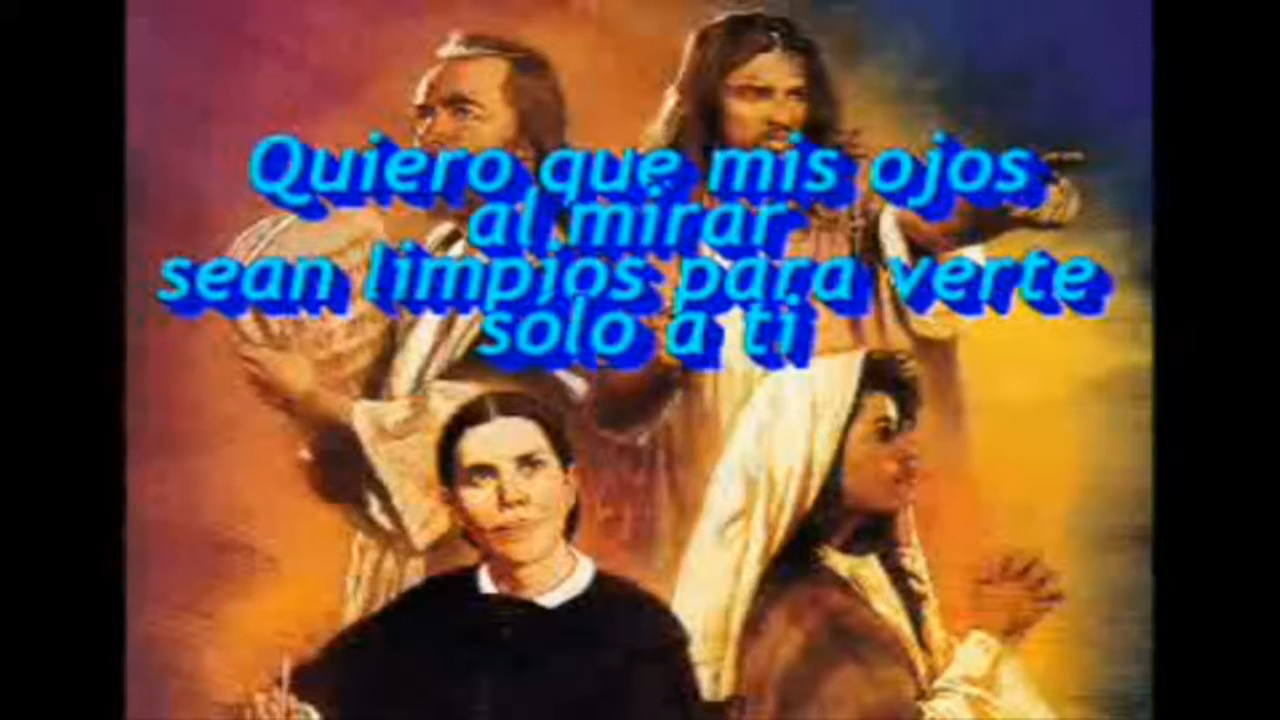 Quiero que mis ojos
al mirar
sean limpios para verte
solo a ti